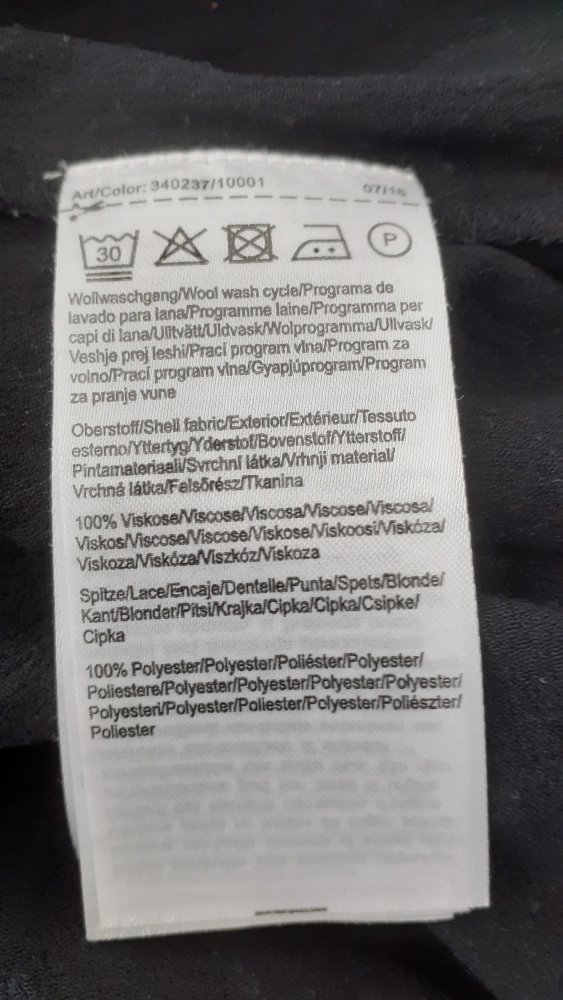 Art/Color: 340237/10001 07/16
30 P
Wollwaschgang/Wool wash cycle/Programa de
lavado para lana/Programme laine/Programma per
capi di lana/Ulltvätt/Uldvask/Wolprogramma/Ullvask/
Veshje prej leshi/Prací program vlna/Program za
volno/Prací program vlna/Gyapjúprogram/Program
za pranje vune
Oberstoff/Shell fabric/Exterior/Extérieur/Tessuto
esterno/Yttertyg/Yderstof/Bovenstof/Ytterstoff/
Pintamateriaali/Svrchní látka/Vrhnji material/
Vrchná látka/Felsőrész/Tkanina
100% Viskose/Viscose/Viscosa/Viscose/Viscosa/
Viskos/Viscose/Viscose/Viskose/Viskoosi/Viskóza/
Viskoza/Viskóza/Viszkóz/Viskoza
Spitze/Lace/Encaje/Dentelle/Punta/Spets/Blonde/
Kant/Blonder/Pitsi/Krajka/Cipka/Cipka/Csipke/
Cipka
100% Polyester/Polyester/Poliéster/Polyester/
Poliestere/Polyester/Polyester/Polyester/Polyester/
Polyesteri/Polyester/Poliester/Polyester/Poliészter/
Poliester